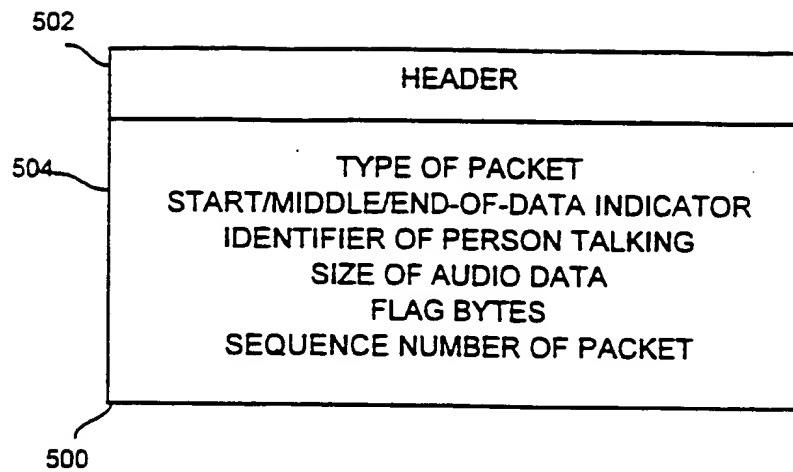 502
HEADER
504
TYPE OF PACKET
START/MIDDLE/END-OF-DATA INDICATOR
IDENTIFIER OF PERSON TALKING
SIZE OF AUDIO DATA
FLAG BYTES
SEQUENCE NUMBER OF PACKET
500